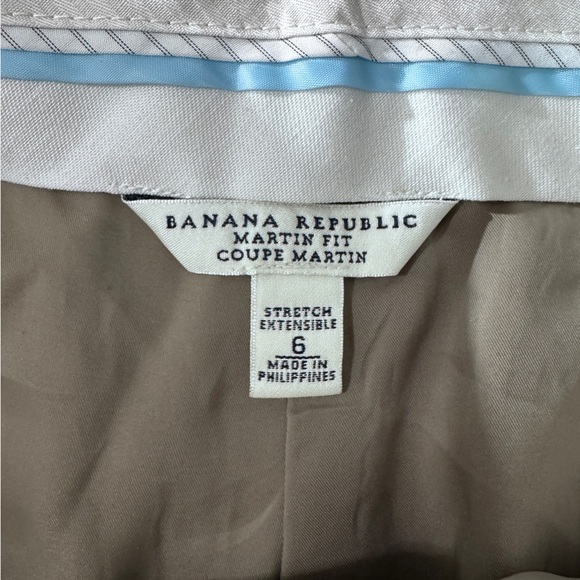 BANANA REPUBLIC
MARTIN FIT
COUPE MARTIN
STRETCH
EXTENSIBLE
6
MADE IN
PHILIPPINES